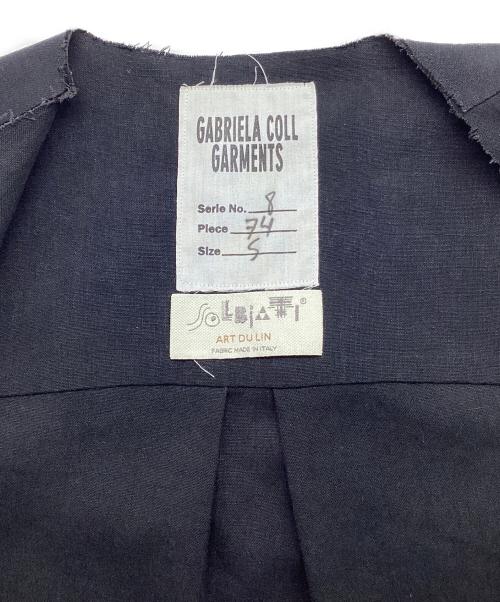 GABRIELA COLL
GARMENTS
Serie No. 8
Piece 74
Size S
SOLBIATI®
ART DU LIN
FABRIC MADE IN ITALY